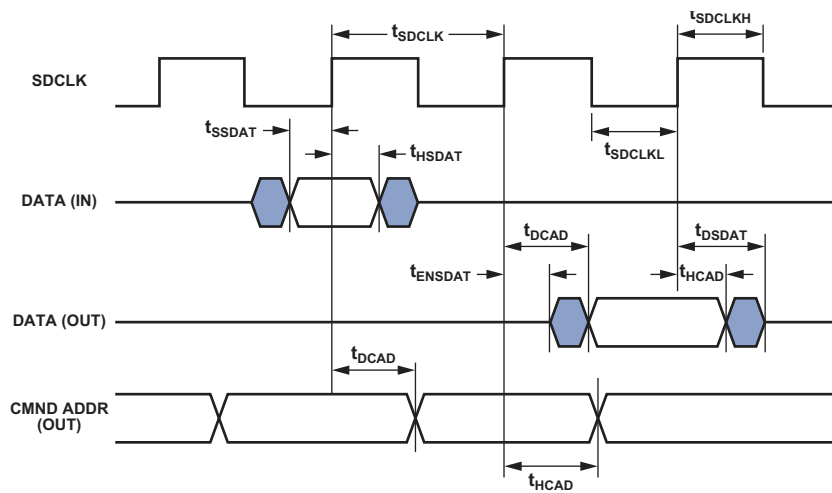 tSDCLK
tSDCLKH
SDCLK
tSSDAT
tHSDAT
tSDCLKL
DATA (IN)
tDCAD
tDSDAT
tENSDAT
tHCAD
DATA (OUT)
tDCAD
CMND ADDR
(OUT)
tHCAD